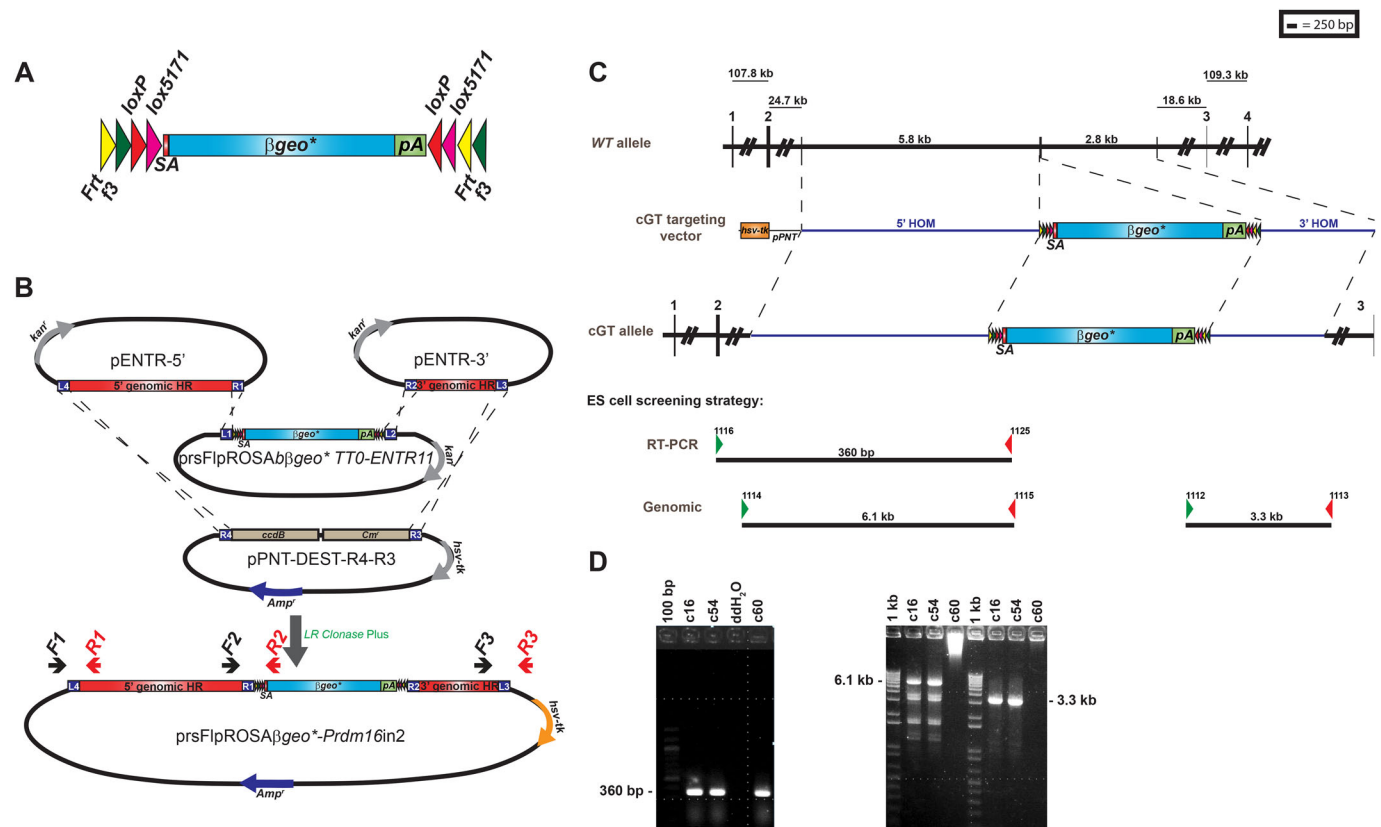 = 250 bp
A
loxP
lox5171
loxP
lox5171
βgeo*
pA
SA
Frt
f3
Frt
f3
B
kanʳ
pENTR-5’
L4
5’ genomic HR
R1
kanʳ
pENTR-3’
R2
3’ genomic HR
L3
L1
SA
βgeo*
pA
L2
kanʳ
prsFlpROSAbβgeo* TT0-ENTR11
R4
ccdB
Cmʳ
R3
pPNT-DEST-R4-R3
hsv-tk
Ampʳ
LR Clonase Plus
F1
R1
F2
R2
F3
R3
L4
5’ genomic HR
R1
SA
βgeo*
pA
R2
3’ genomic HR
L3
hsv-tk
prsFlpROSAβgeo*-Prdm16in2
Ampʳ
C
107.8 kb
109.3 kb
24.7 kb
18.6 kb
1
2
3
4
WT allele
5.8 kb
2.8 kb
cGT targeting
vector
hsv-tk
pPNT
5’ HOM
SA
βgeo*
pA
3’ HOM
cGT allele
1
2
3
SA
βgeo*
pA
ES cell screening strategy:
RT-PCR
1116
1125
360 bp
Genomic
1114
1115
6.1 kb
1112
1113
3.3 kb
D
100 bp
c16
c54
ddH₂O
c60
360 bp -
1 kb
c16
c54
c60
1 kb
c16
c54
c60
6.1 kb -
- 3.3 kb